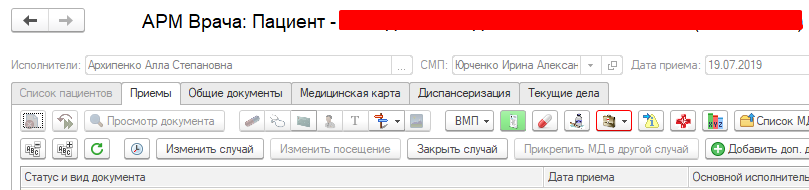 АРМ Врача: Пациент -
Исполнители: Архипенко Алла Степановна ... СМП: Юрченко Ирина Алексан Дата приема: 19.07.2019
Список пациентов Приемы Общие документы Медицинская карта Диспансеризация Текущие дела
Просмотр документа T ВМП XYZ Список МД
Изменить случай Изменить посещение Закрыть случай Прикрепить МД в другой случай Добавить доп. д
Статус и вид документа Дата приема Основной исполнитель